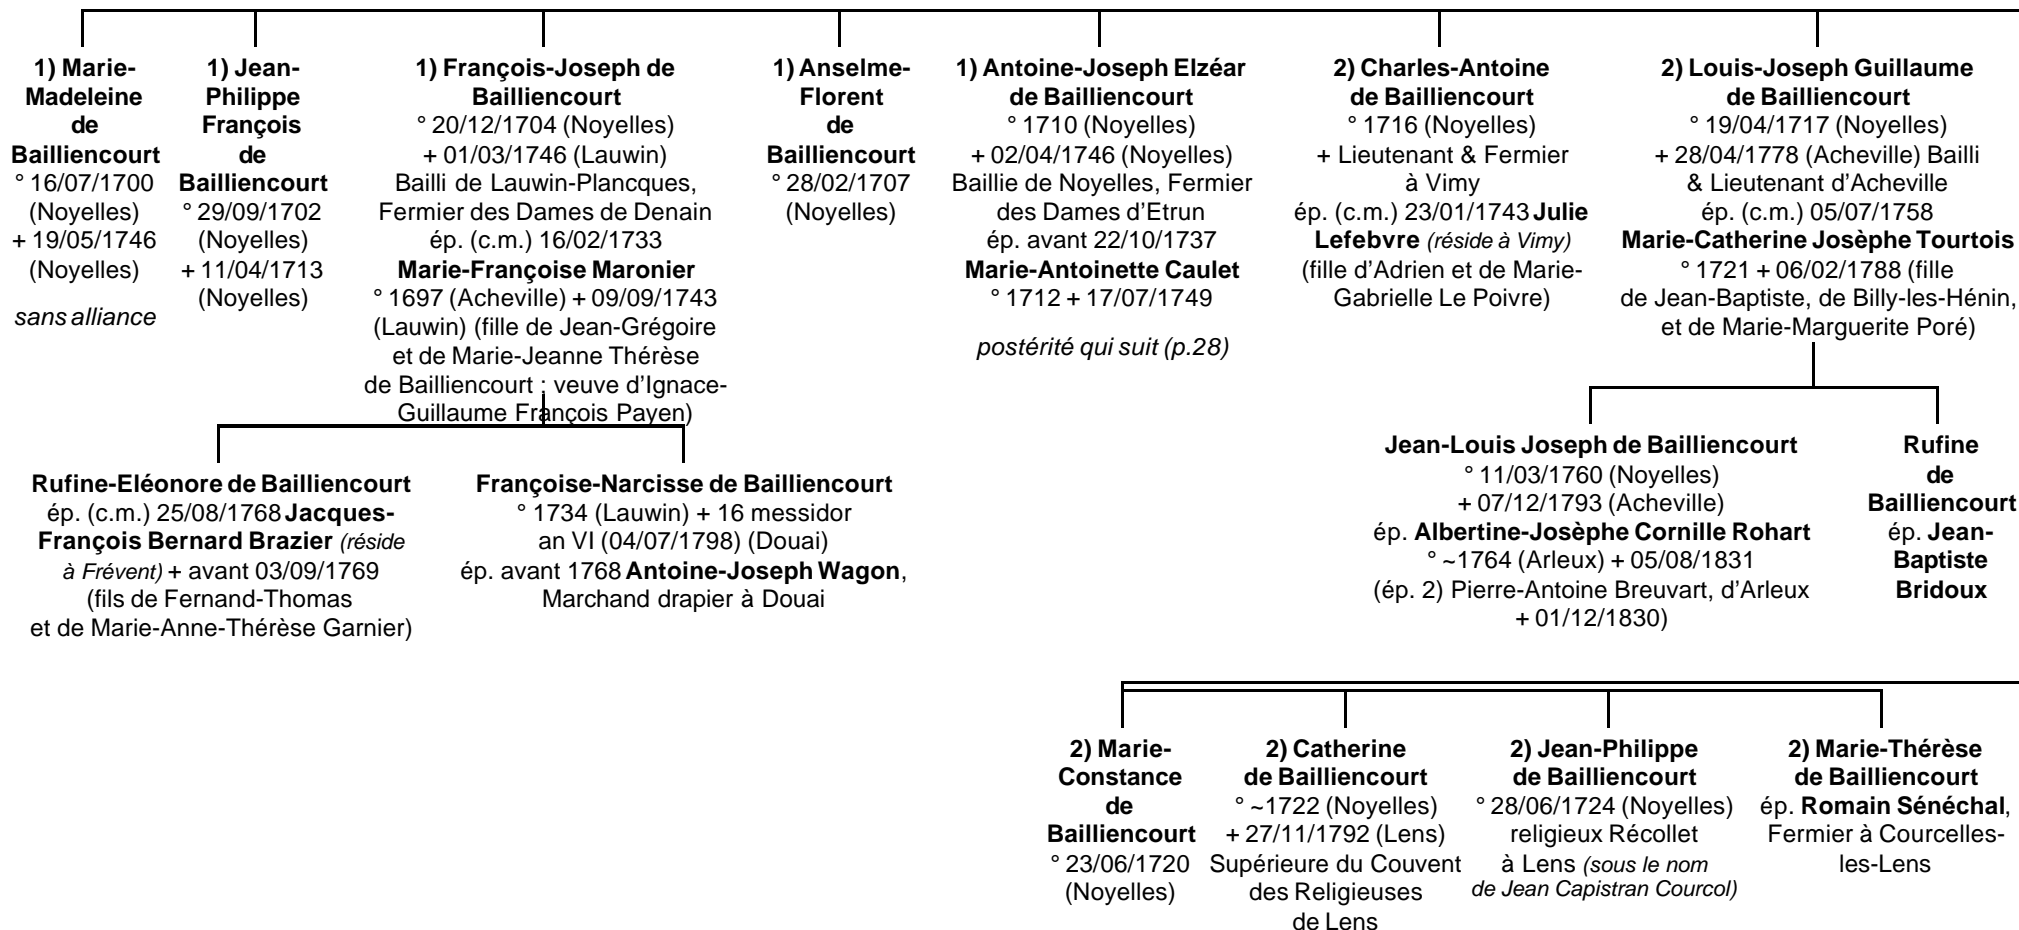 1) Marie-
Madeleine
de
Bailliencourt
° 16/07/1700
(Noyelles)
+ 19/05/1746
(Noyelles)
sans alliance
1) Jean-
Philippe
François
de
Bailliencourt
° 29/09/1702
(Noyelles)
+ 11/04/1713
(Noyelles)
1) François-Joseph de
Bailliencourt
° 20/12/1704 (Noyelles)
+ 01/03/1746 (Lauwin)
Bailli de Lauwin-Plancques,
Fermier des Dames de Denain
ép. (c.m.) 16/02/1733
Marie-Françoise Maronier
° 1697 (Acheville) + 09/09/1743
(Lauwin) (fille de Jean-Grégoire
et de Marie-Jeanne Thérèse
de Bailliencourt ; veuve d'Ignace-
Guillaume François Payen)
1) Anselme-
Florent
de
Bailliencourt
° 28/02/1707
(Noyelles)
1) Antoine-Joseph Elzéar
de Bailliencourt
° 1710 (Noyelles)
+ 02/04/1746 (Noyelles)
Baillie de Noyelles, Fermier
des Dames d'Etrun
ép. avant 22/10/1737
Marie-Antoinette Caulet
° 1712 + 17/07/1749
postérité qui suit (p.28)
2) Charles-Antoine
de Bailliencourt
° 1716 (Noyelles)
+ Lieutenant & Fermier
à Vimy
ép. (c.m.) 23/01/1743 Julie
Lefebvre (réside à Vimy)
(fille d'Adrien et de Marie-
Gabrielle Le Poivre)
2) Louis-Joseph Guillaume
de Bailliencourt
° 19/04/1717 (Noyelles)
+ 28/04/1778 (Acheville) Bailli
& Lieutenant d'Acheville
ép. (c.m.) 05/07/1758
Marie-Catherine Josèphe Tourtois
° 1721 + 06/02/1788 (fille
de Jean-Baptiste, de Billy-les-Hénin,
et de Marie-Marguerite Poré)
Rufine-Eléonore de Bailliencourt
ép. (c.m.) 25/08/1768 Jacques-
François Bernard Brazier (réside
à Frévent) + avant 03/09/1769
(fils de Fernand-Thomas
et de Marie-Anne-Thérèse Garnier)
Françoise-Narcisse de Bailliencourt
° 1734 (Lauwin) + 16 messidor
an VI (04/07/1798) (Douai)
ép. avant 1768 Antoine-Joseph Wagon,
Marchand drapier à Douai
Jean-Louis Joseph de Bailliencourt
° 11/03/1760 (Noyelles)
+ 07/12/1793 (Acheville)
ép. Albertine-Josèphe Cornille Rohart
° ~1764 (Arleux) + 05/08/1831
(ép. 2) Pierre-Antoine Breuvart, d'Arleux
+ 01/12/1830)
Rufine
de
Bailliencourt
ép. Jean-
Baptiste
Bridoux
2) Marie-
Constance
de
Bailliencourt
° 23/06/1720
(Noyelles)
2) Catherine
de Bailliencourt
° ~1722 (Noyelles)
+ 27/11/1792 (Lens)
Supérieure du Couvent
des Religieuses
de Lens
2) Jean-Philippe
de Bailliencourt
° 28/06/1724 (Noyelles)
religieux Récollet
à Lens (sous le nom
de Jean Capistran Courcol)
2) Marie-Thérèse
de Bailliencourt
ép. Romain Sénéchal,
Fermier à Courcelles-
les-Lens